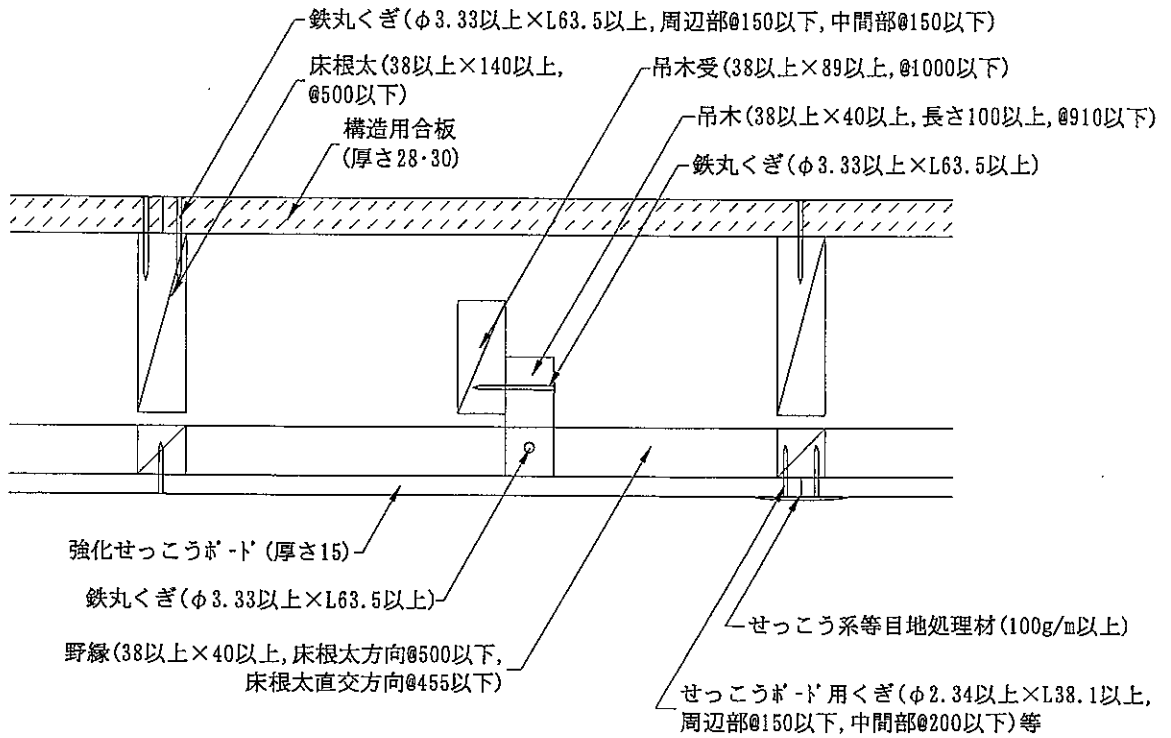 鉄丸くぎ(φ3.33以上×L63.5以上,周辺部@150以下,中間部@150以下)
床根太(38以上×140以上,
@500以下)
構造用合板
(厚さ28・30)
吊木受(38以上×89以上,@1000以下)
吊木(38以上×40以上,長さ100以上,@910以下)
鉄丸くぎ(φ3.33以上×L63.5以上)
強化せっこうボード(厚さ15)
鉄丸くぎ(φ3.33以上×L63.5以上)
野縁(38以上×40以上,床根太方向@500以下,
床根太直交方向@455以下)
せっこう系等目地処理材(100g/m以上)
せっこうボード用くぎ(φ2.34以上×L38.1以上,
周辺部@150以下,中間部@200以下)等